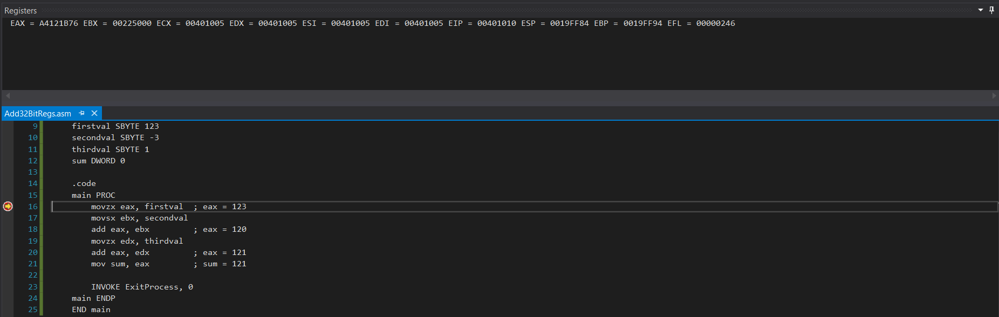 Registers
EAX = A4121B76 EBX = 00225000 ECX = 00401005 EDX = 00401005 ESI = 00401005 EDI = 00401005 EIP = 00401010 ESP = 0019FF84 EBP = 0019FF94 EFL = 00000246
Add32BitRegs.asm
9 firstval SBYTE 123
10 secondval SBYTE -3
11 thirdval SBYTE 1
12 sum DWORD 0
13
14 .code
15 main PROC
16 movzx eax, firstval ; eax = 123
17 movsx ebx, secondval
18 add eax, ebx ; eax = 120
19 movzx edx, thirdval
20 add eax, edx ; eax = 121
21 mov sum, eax ; sum = 121
22
23 INVOKE ExitProcess, 0
24 main ENDP
25 END main